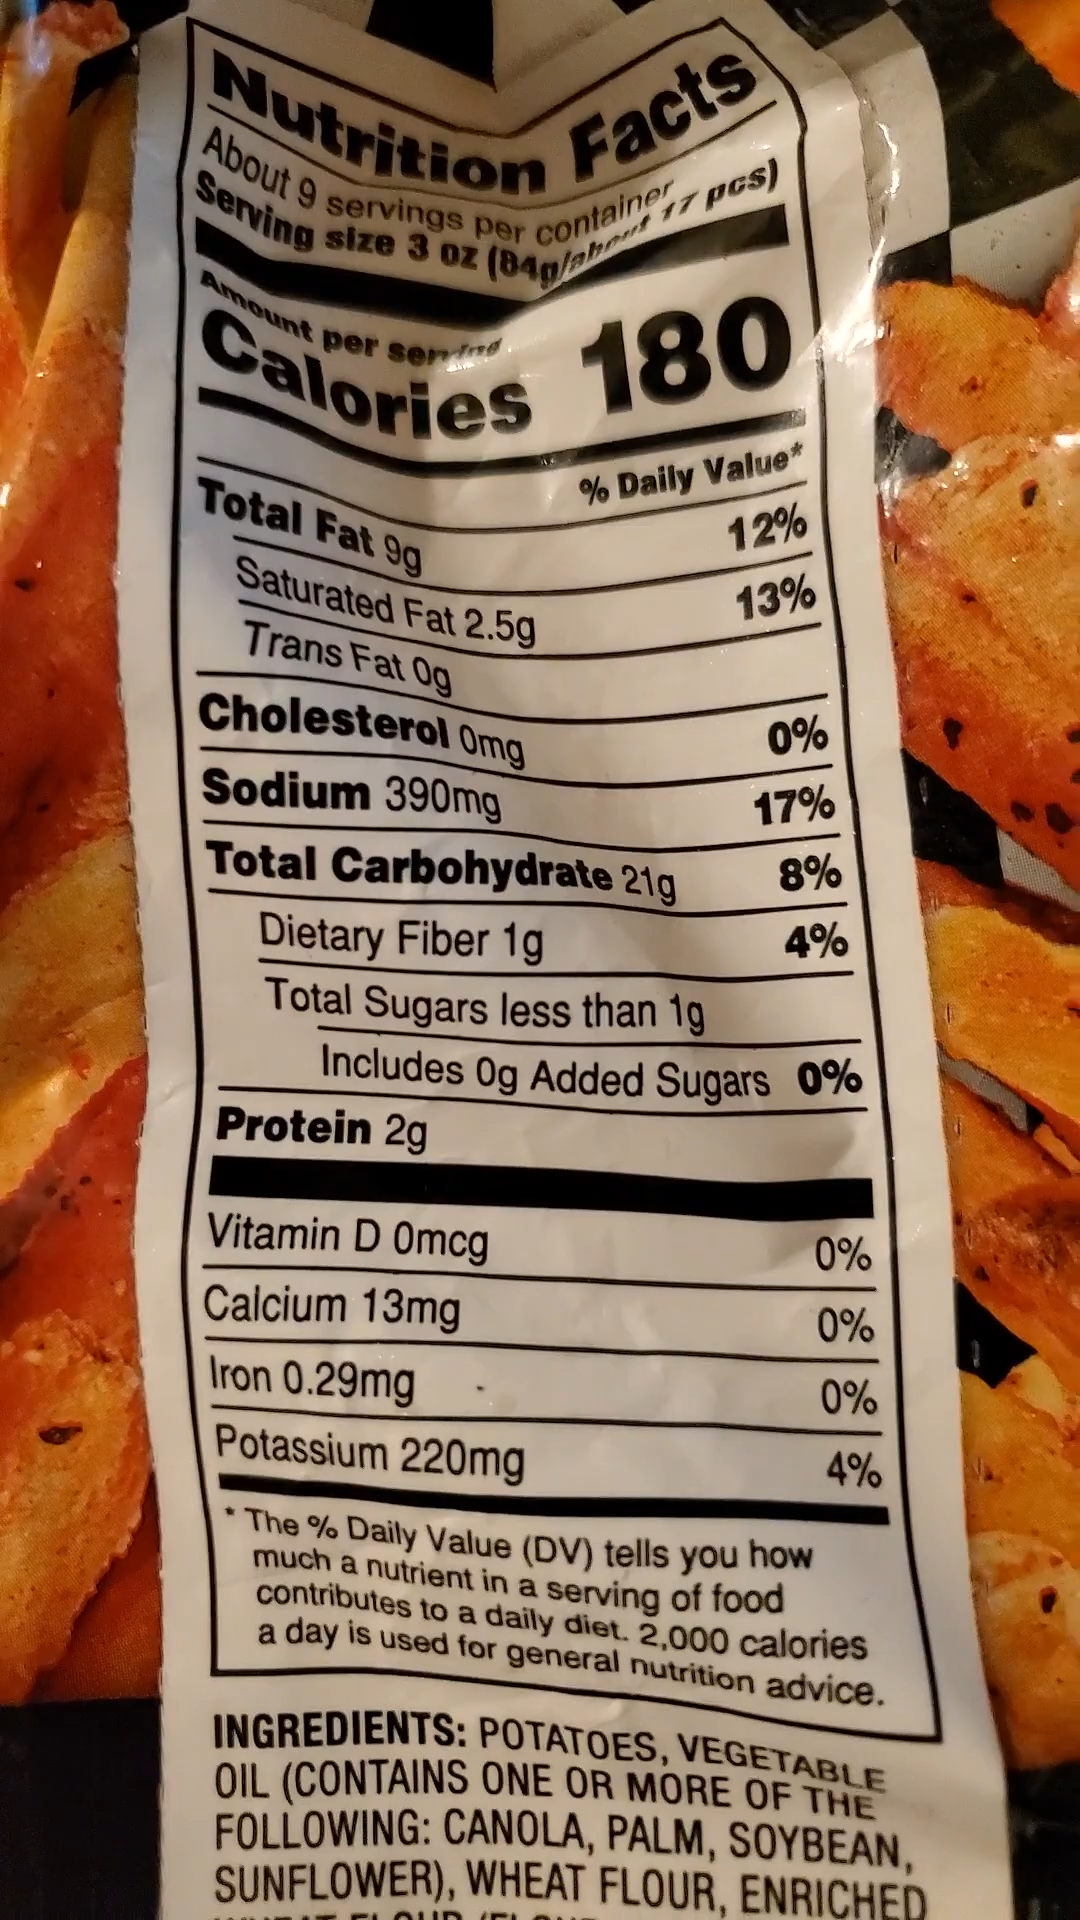 Nutrition Facts
About 9 servings per container
Serving size 3 oz (84g/about 17 pcs)
Amount per serving
Calories 180
% Daily Value*
Total Fat 9g 12%
Saturated Fat 2.5g 13%
Trans Fat 0g
Cholesterol 0mg 0%
Sodium 390mg 17%
Total Carbohydrate 21g 8%
Dietary Fiber 1g 4%
Total Sugars less than 1g
Includes 0g Added Sugars 0%
Protein 2g
Vitamin D 0mcg 0%
Calcium 13mg 0%
Iron 0.29mg 0%
Potassium 220mg 4%
* The % Daily Value (DV) tells you how
much a nutrient in a serving of food
contributes to a daily diet. 2,000 calories
a day is used for general nutrition advice.
INGREDIENTS: POTATOES, VEGETABLE
OIL (CONTAINS ONE OR MORE OF THE
FOLLOWING: CANOLA, PALM, SOYBEAN,
SUNFLOWER), WHEAT FLOUR, ENRICHED